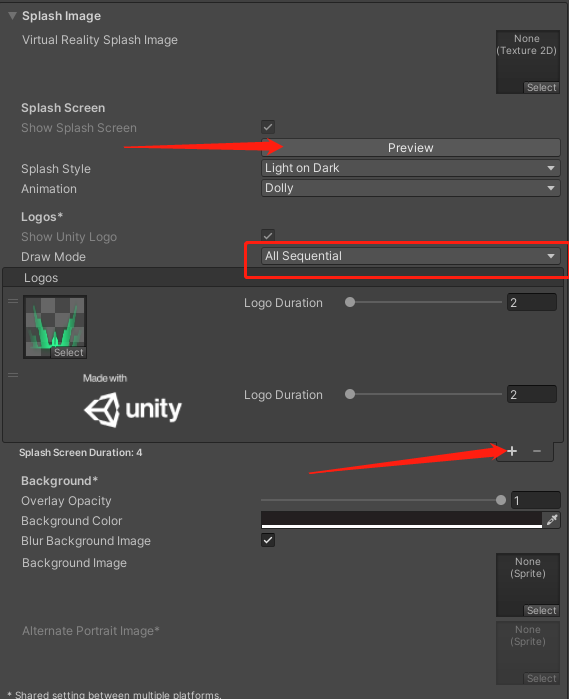 Splash Image
Virtual Reality Splash Image
None
(Texture 2D)
Select
Splash Screen
Show Splash Screen
Preview
Splash Style Light on Dark
Animation Dolly
Logos*
Show Unity Logo
Draw Mode All Sequential
Logos
Logo Duration 2
Select
Made with
unity
Logo Duration 2
Splash Screen Duration: 4
Background*
Overlay Opacity 1
Background Color
Blur Background Image
Background Image
None
(Sprite)
Select
Alternate Portrait Image*
None
(Sprite)
Select
* Shared setting between multiple platforms.